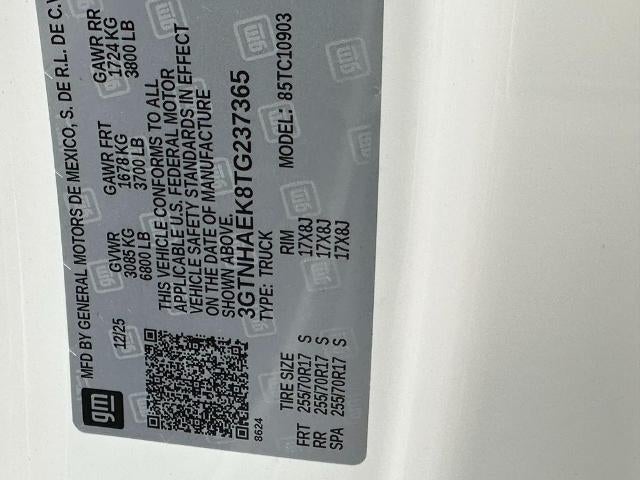 gm
MFD BY GENERAL MOTORS DE MEXICO, S. DE R.L. DE C.V
12/25 GVWR GAWR FRT GAWR RR
3085 KG 1678 KG 1724 KG
6800 LB 3700 LB 3800 LB
THIS VEHICLE CONFORMS TO ALL
APPLICABLE U.S. FEDERAL MOTOR
VEHICLE SAFETY STANDARDS IN EFFECT
ON THE DATE OF MANUFACTURE
SHOWN ABOVE.
3GTNHAEK8TG237365
TYPE: TRUCK MODEL: 85TC10903
8624
TIRE SIZE RIM
FRT 255/70R17 S 17X8J
RR 255/70R17 S 17X8J
SPA 255/70R17 S 17X8J